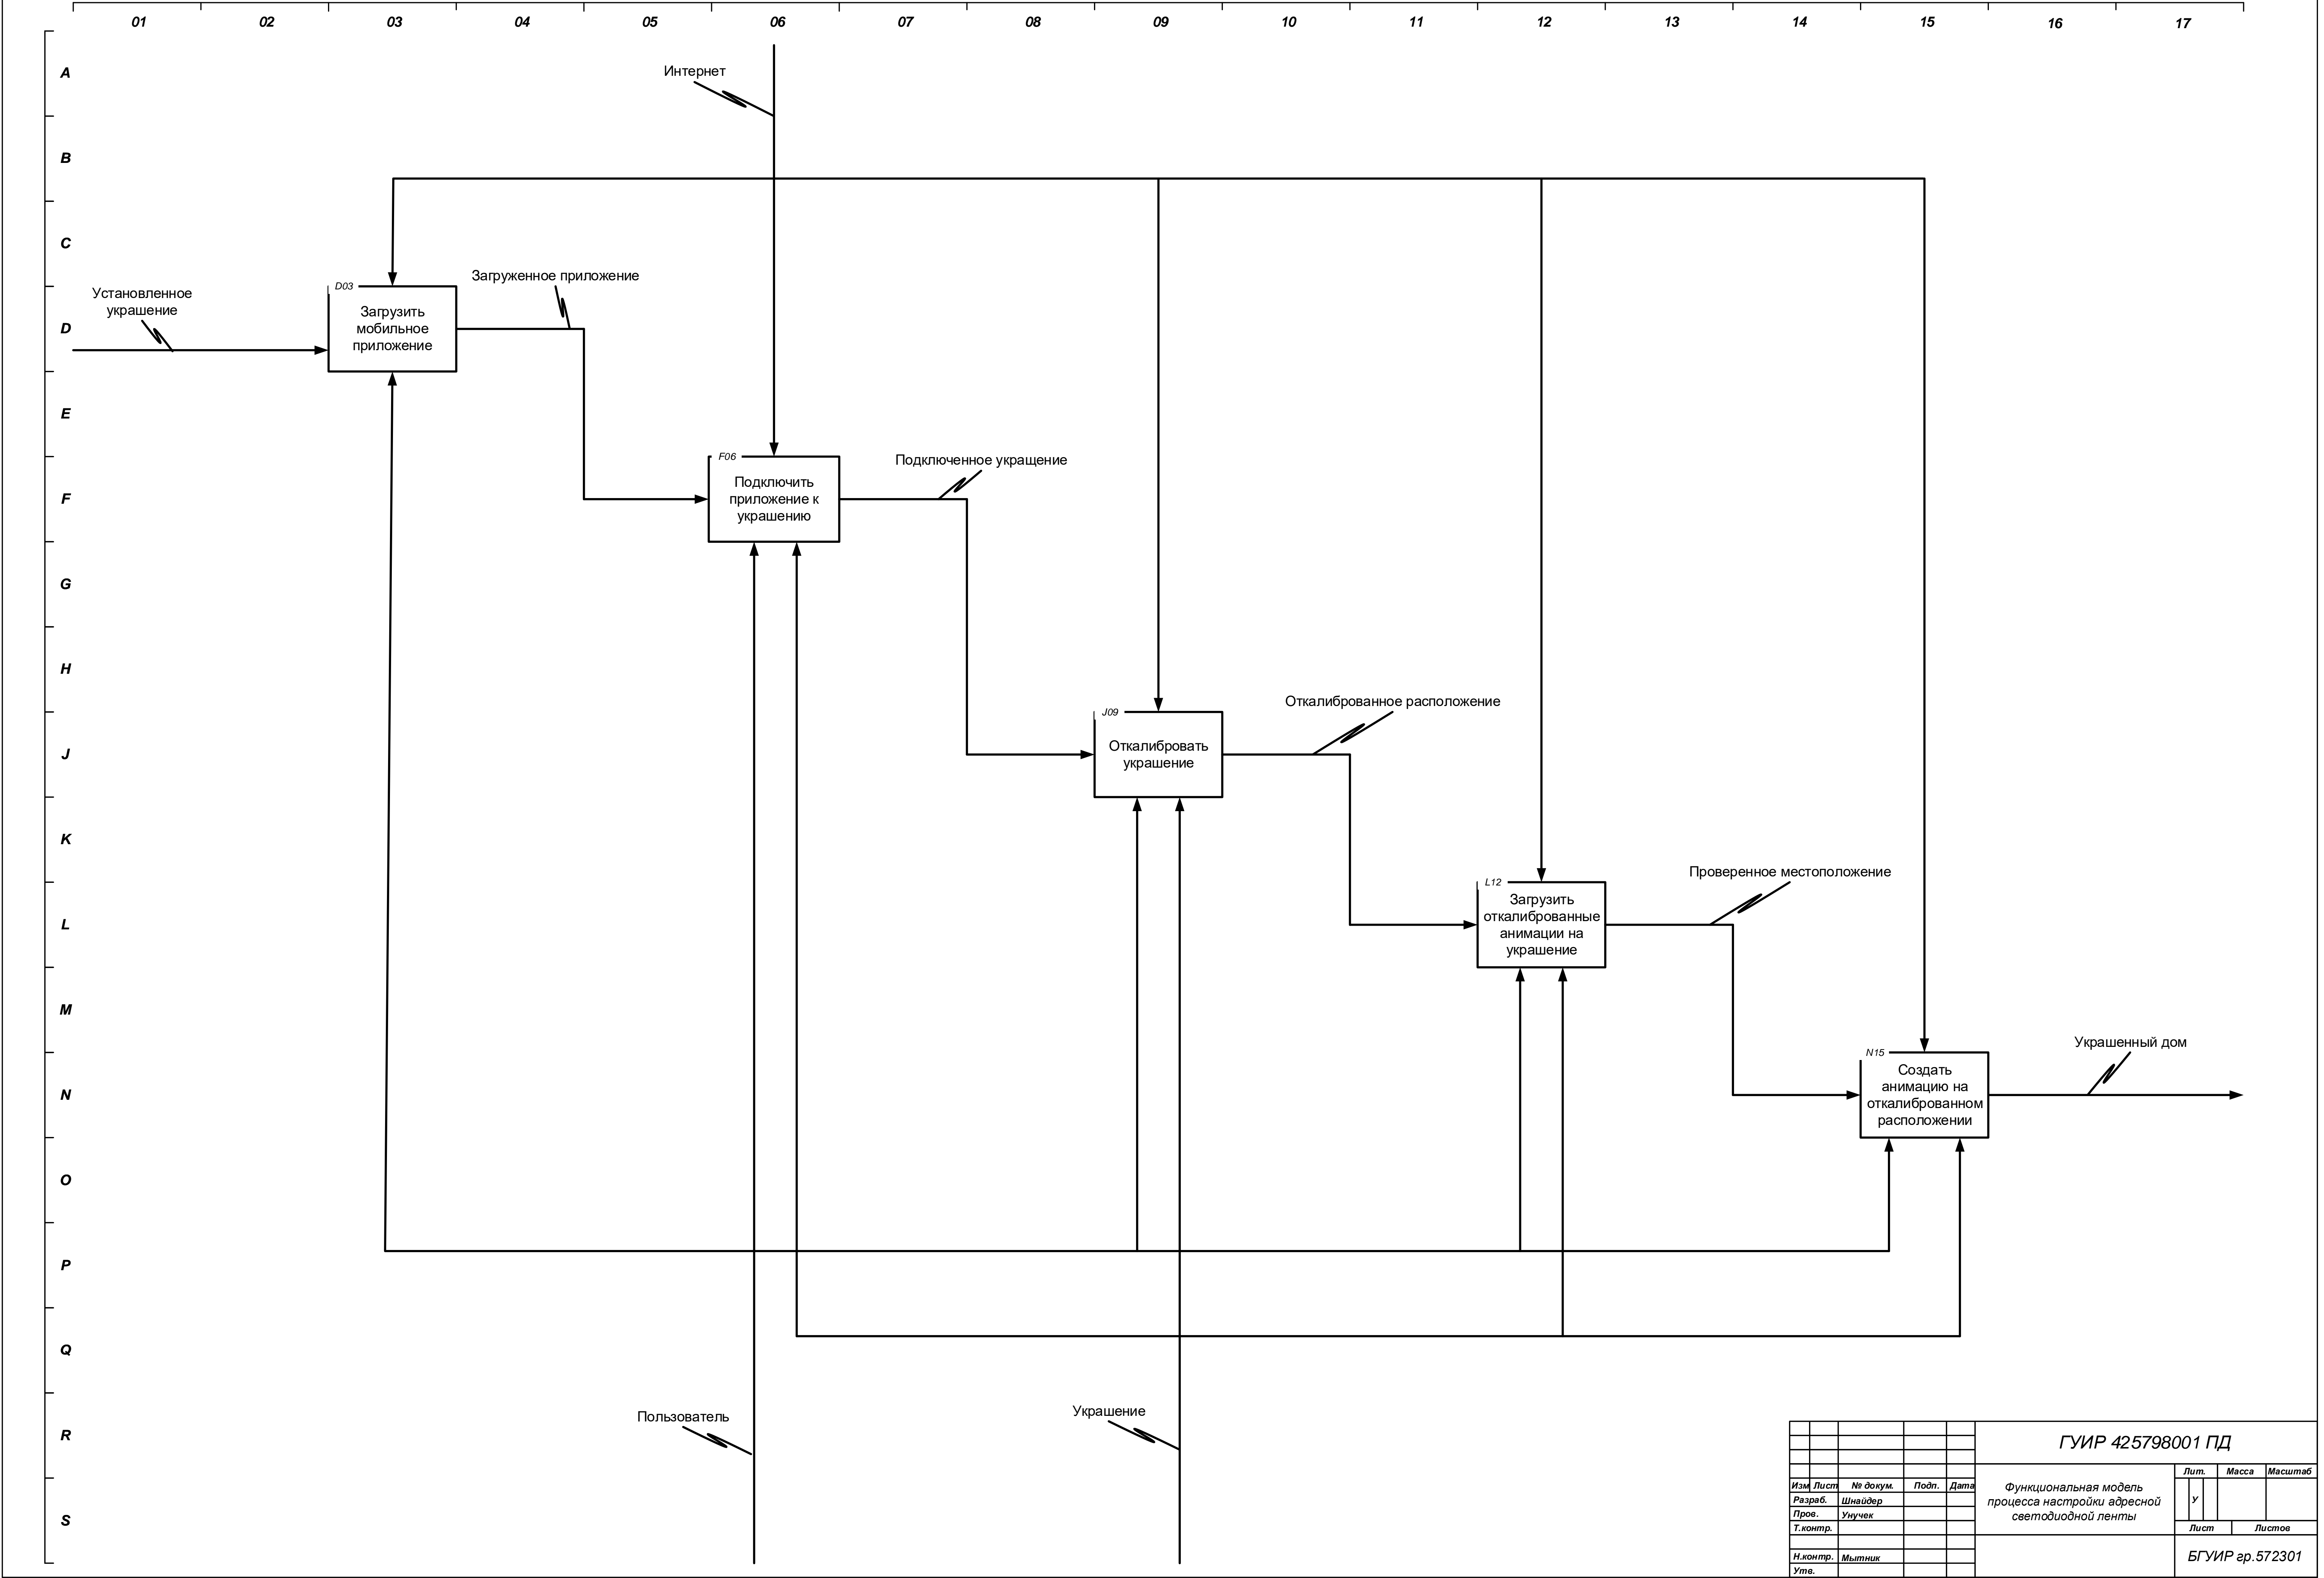 01 02 03 04 05 06 07 08 09 10 11 12 13 14 15 16 17
A
Интернет
B
C
Загруженное приложение
Установленное
украшение
D03
Загрузить
мобильное
приложение
D
E
F06
Подключить
приложение к
украшению
Подключенное укращение
F
G
H
Откалиброванное расположение
J09
Откалибровать
украшение
J
K
Проверенное местоположение
L12
Загрузить
откалиброванные
анимации на
украшение
L
M
Украшенный дом
N15
Создать
анимацию на
откалиброванном
расположении
N
O
P
Q
Пользователь
Украшение
R
S
ГУИР 425798001 ПД
Изм Лист № докум. Подп. Дата
Разраб. Шнайдер
Пров. Унучек
Т.контр.
Н.контр. Мытник
Утв.
Функциональная модель
процесса настройки адресной
светодиодной ленты
Лит. Масса Масштаб
У
Лист Листов
БГУИР гр.572301